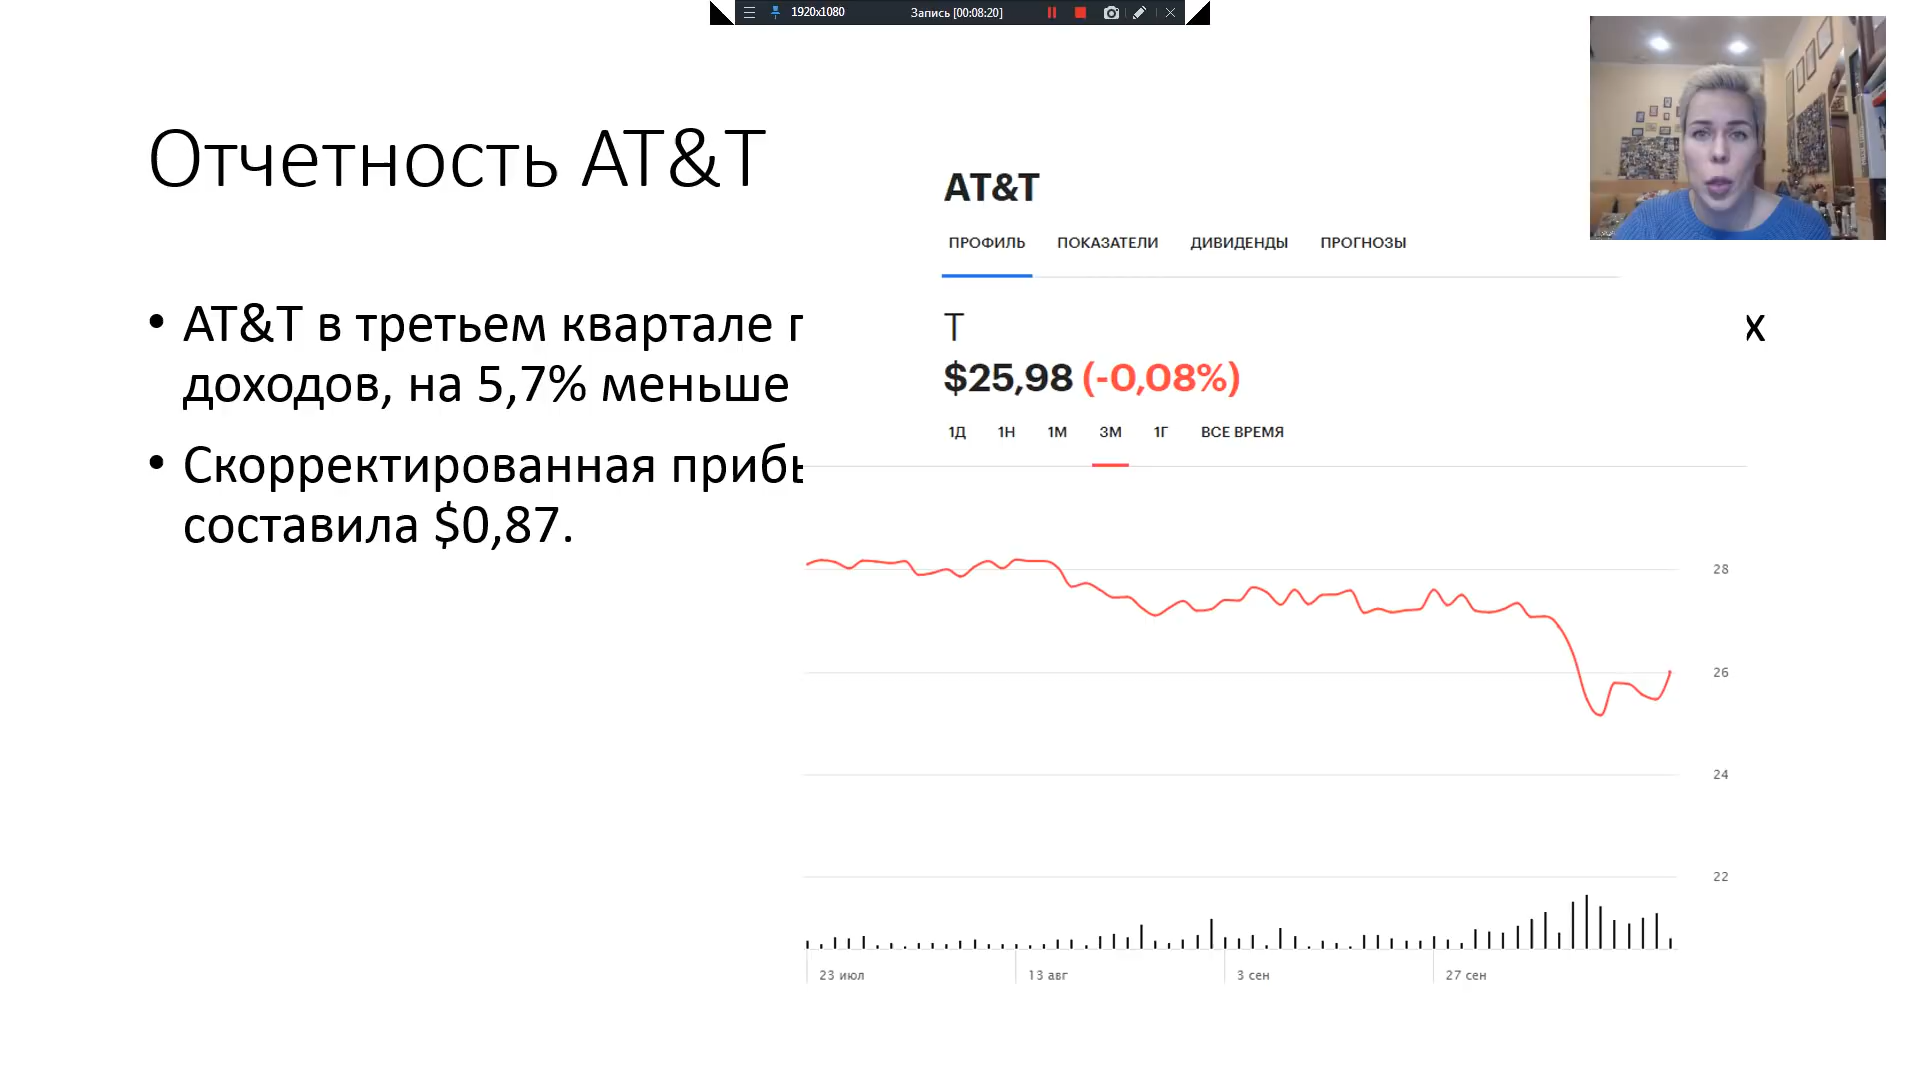 1920x1080
Запись [00:08:20]
Отчетность AT&T
• AT&T в третьем квартале
доходов, на 5,7% меньше
• Скорректированная
составила $0,87.
х
AT&T
ПРОФИЛЬ ПОКАЗАТЕЛИ ДИВИДЕНДЫ ПРОГНОЗЫ
T
$25,98 (-0,08%)
1Д 1Н 1М 3М 1Г ВСЕ ВРЕМЯ
28
26
24
22
23 июл 13 авг 3 сен 27 сен